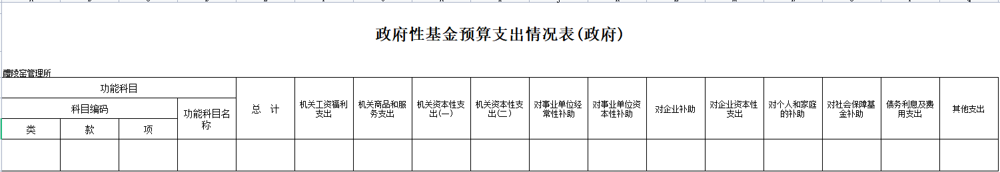 政府性基金预算支出情况表(政府)
醴陵窑管理所
功能科目
科目编码
功能科目名
称
类
款
项
总 计
机关工资福利
支出
机关商品和服
务支出
机关资本性支
出(一)
机关资本性支
出(二)
对事业单位经
常性补助
对事业单位资
本性补助
对企业补助
对企业资本性
支出
对个人和家庭
的补助
对社会保障基
金补助
债务利息及费
用支出
其他支出